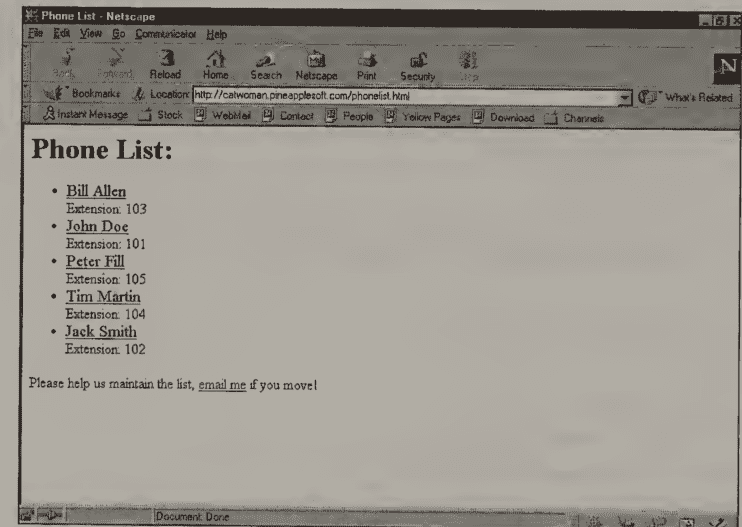 Phone List - Netscape
File Edit View Go Communicator Help
Back Forward Reload Home Search Netscape Print Security Stop
N
Bookmarks Location: http://catwoman.pineapplesoft.com/phonelist.html What's Related
Instant Message Stock WebMail Contact People Yellow Pages Download Channels
Phone List:
• Bill Allen
Extension: 103
• John Doe
Extension: 101
• Peter Fill
Extension: 105
• Tim Martin
Extension: 104
• Jack Smith
Extension: 102
Please help us maintain the list, email me if you move!
Document: Done